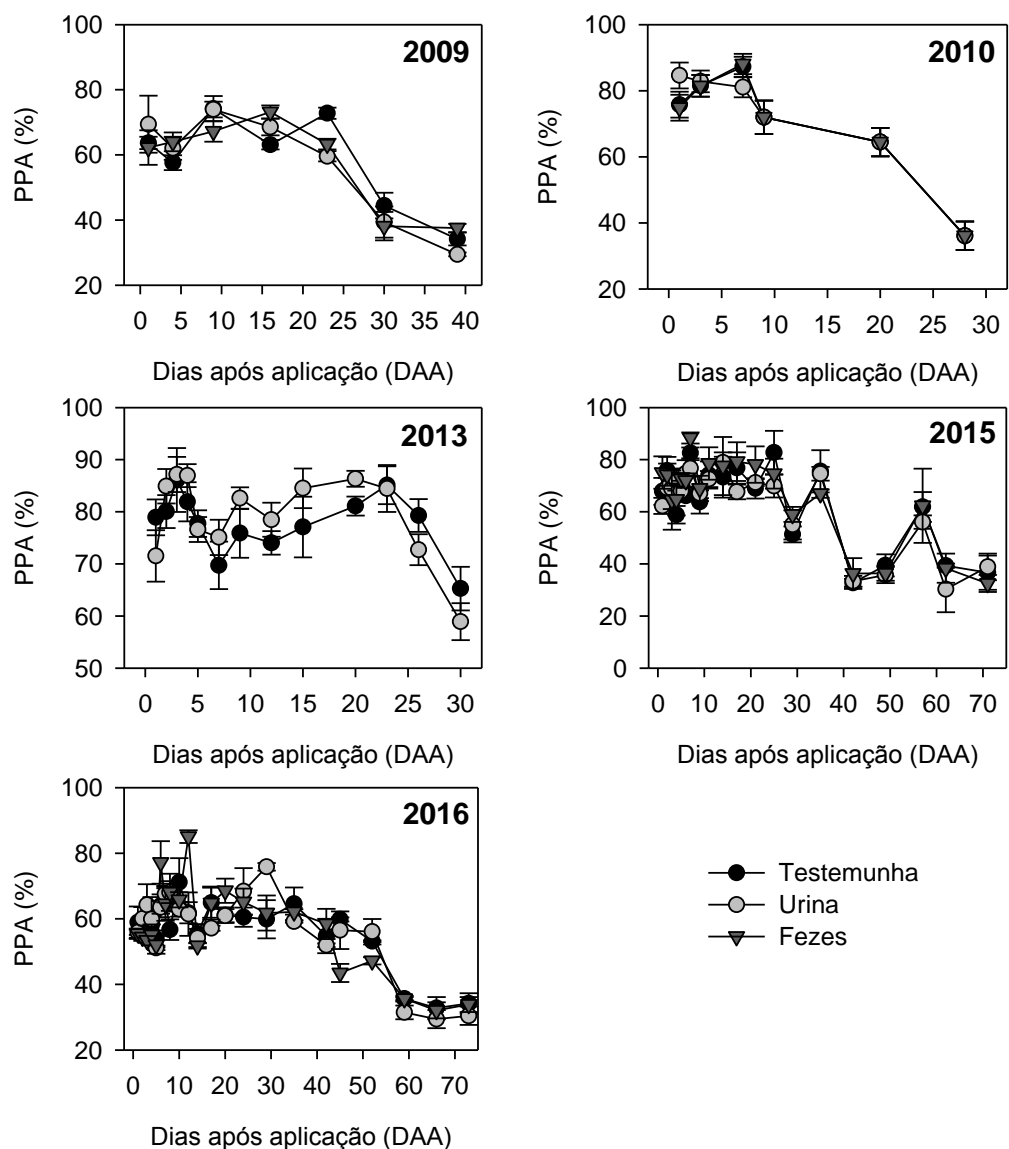 2009
PPA (%)
100
80
60
40
20
0 5 10 15 20 25 30 35 40
Dias após aplicação (DAA)
2010
PPA (%)
100
80
60
40
20
0 5 10 15 20 25 30
Dias após aplicação (DAA)
2013
PPA (%)
100
90
80
70
60
50
0 5 10 15 20 25 30
Dias após aplicação (DAA)
2015
PPA (%)
100
80
60
40
20
0
0 10 20 30 40 50 60 70
Dias após aplicação (DAA)
2016
PPA (%)
100
80
60
40
20
0 10 20 30 40 50 60 70
Dias após aplicação (DAA)
Testemunha
Urina
Fezes